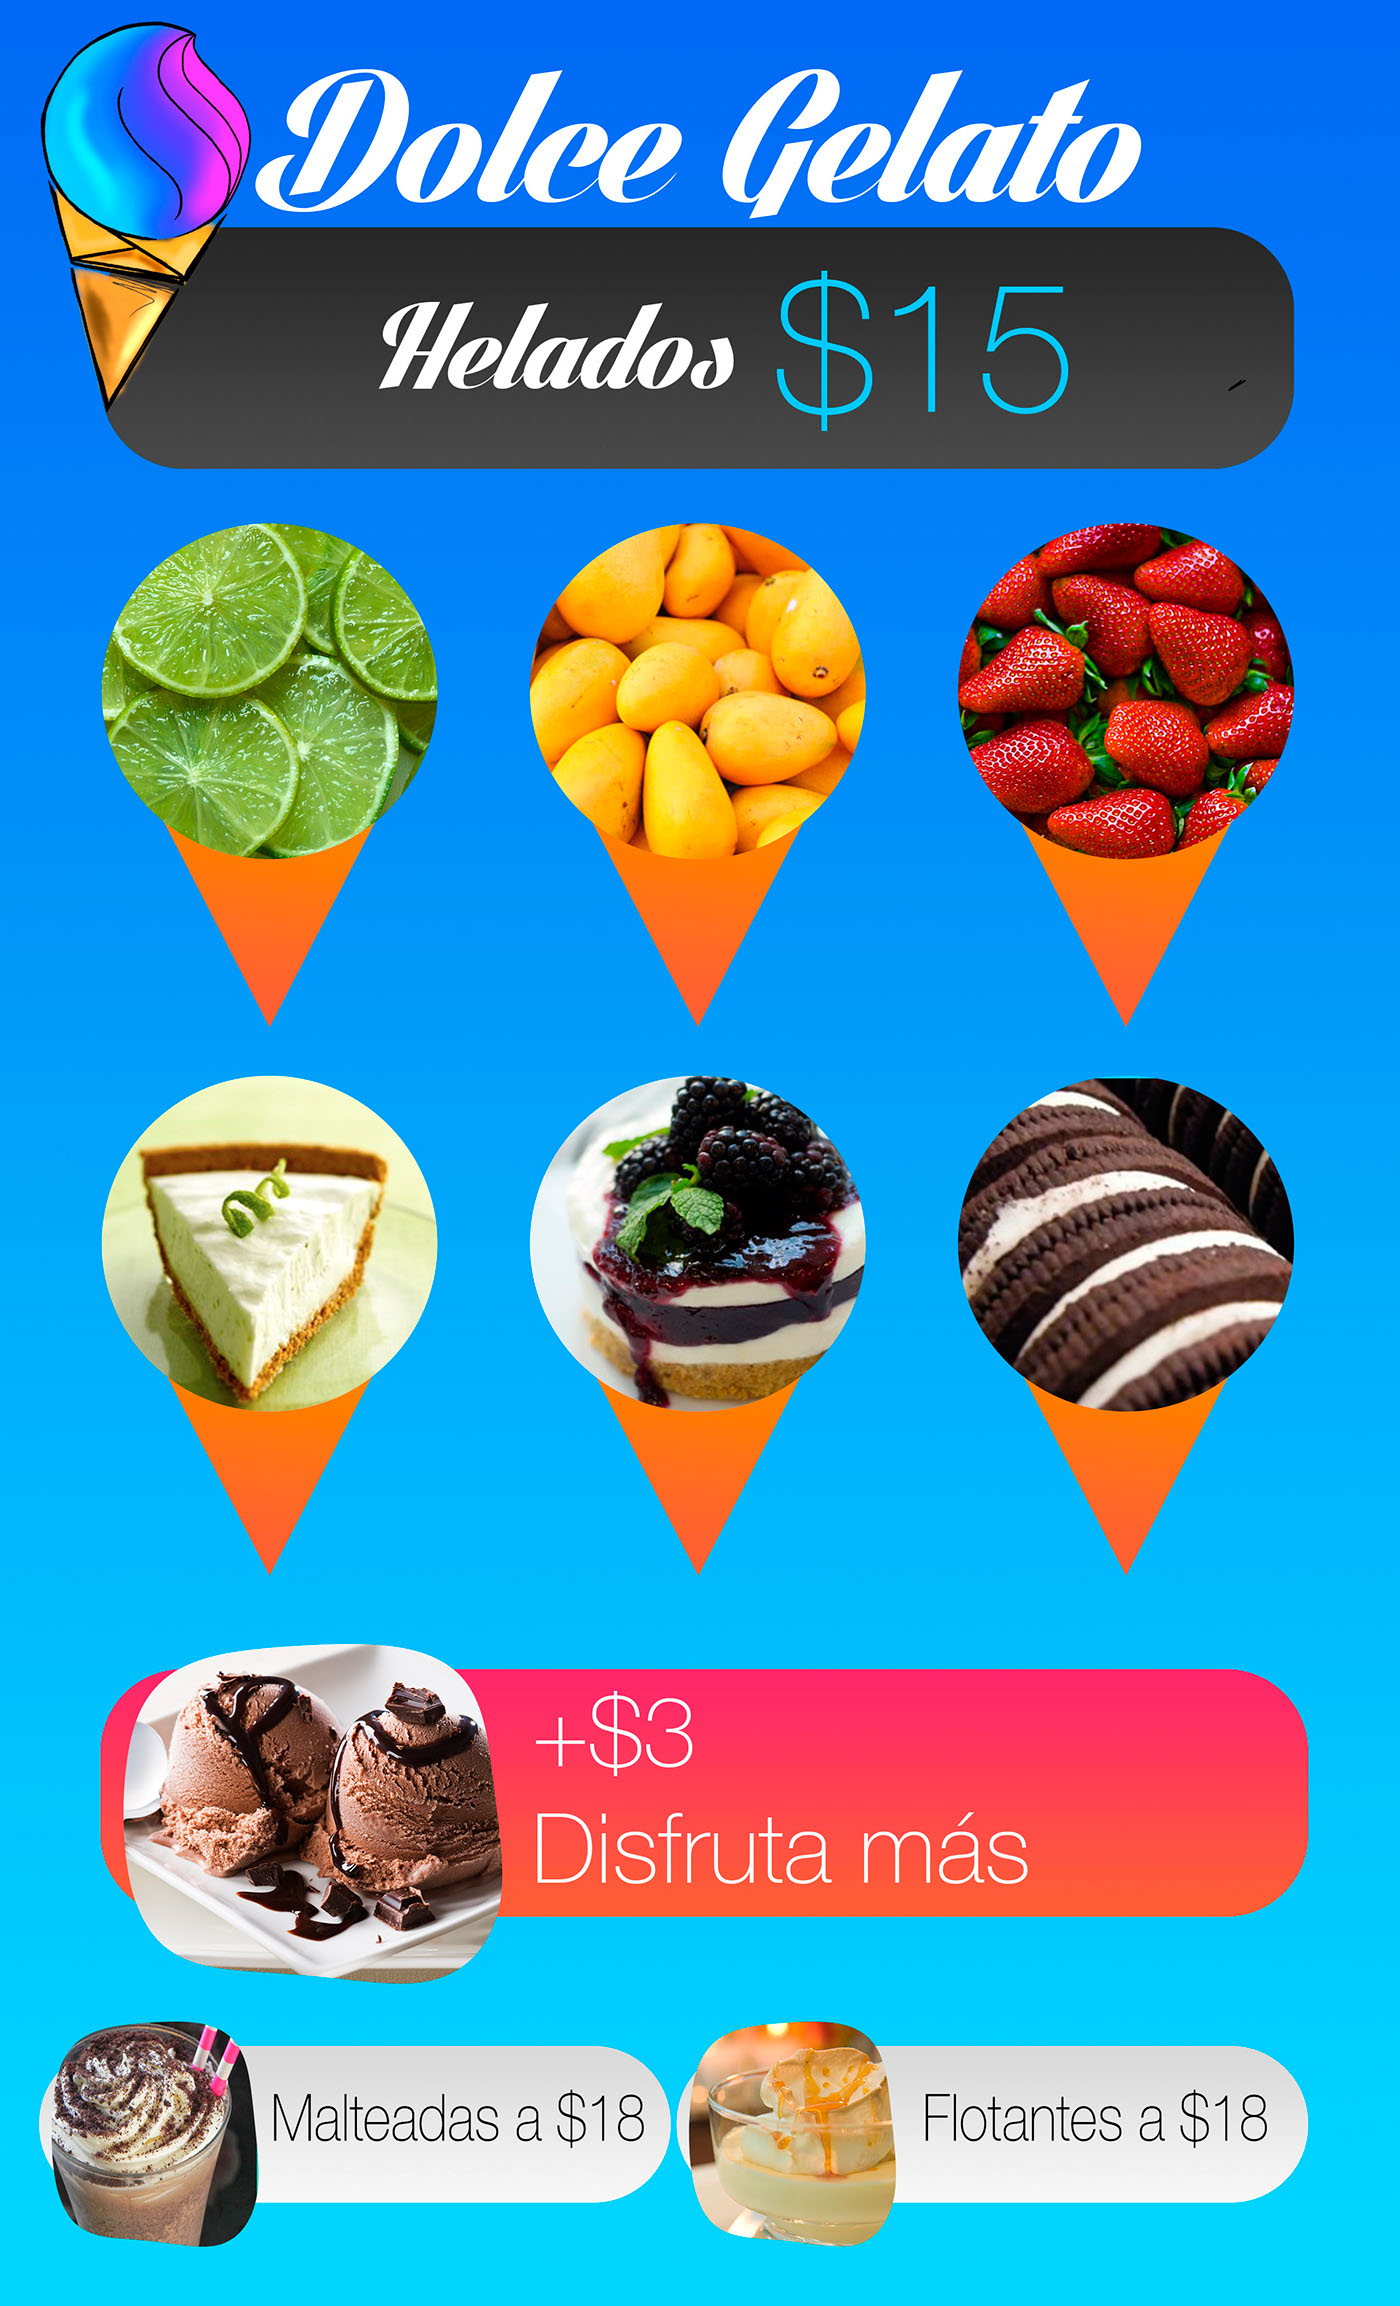 Dolce Gelato
Helados $15
+$3
Disfruta más
Malteadas a $18
Flotantes a $18